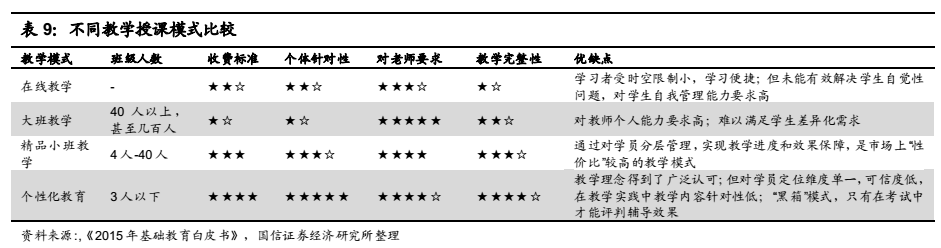 表 9：不同教学授课模式比较
教学模式 班级人数 收费标准 个体针对性 对老师要求 教学完整性 优缺点
在线教学 - ★★☆ ★★☆ ★★★☆ ★☆ 学习者受时空限制小，学习便捷；但未能有效解决学生自觉性
问题，对学生自我管理能力要求高
大班教学 40 人以上，
甚至几百人 ★☆ ★☆ ★★★★★ ★★☆ 对教师个人能力要求高；难以满足学生差异化需求
精品小班教
学 4人-40人 ★★★ ★★★☆ ★★★★ ★★★☆ 通过对学员分层管理，实现教学进度和效果保障，是市场上“性
价比”较高的教学模式
个性化教育 3人以下 ★★★★ ★★★★★ ★★★★☆ ★★★★☆ 教学理念得到了广泛认可；但对学员定位维度单一，可信度低，
在教学实践中教学内容针对性低；“黑箱”模式，只有在考试中
才能评判辅导效果
资料来源:，《2015年基础教育白皮书》，国信证券经济研究所整理